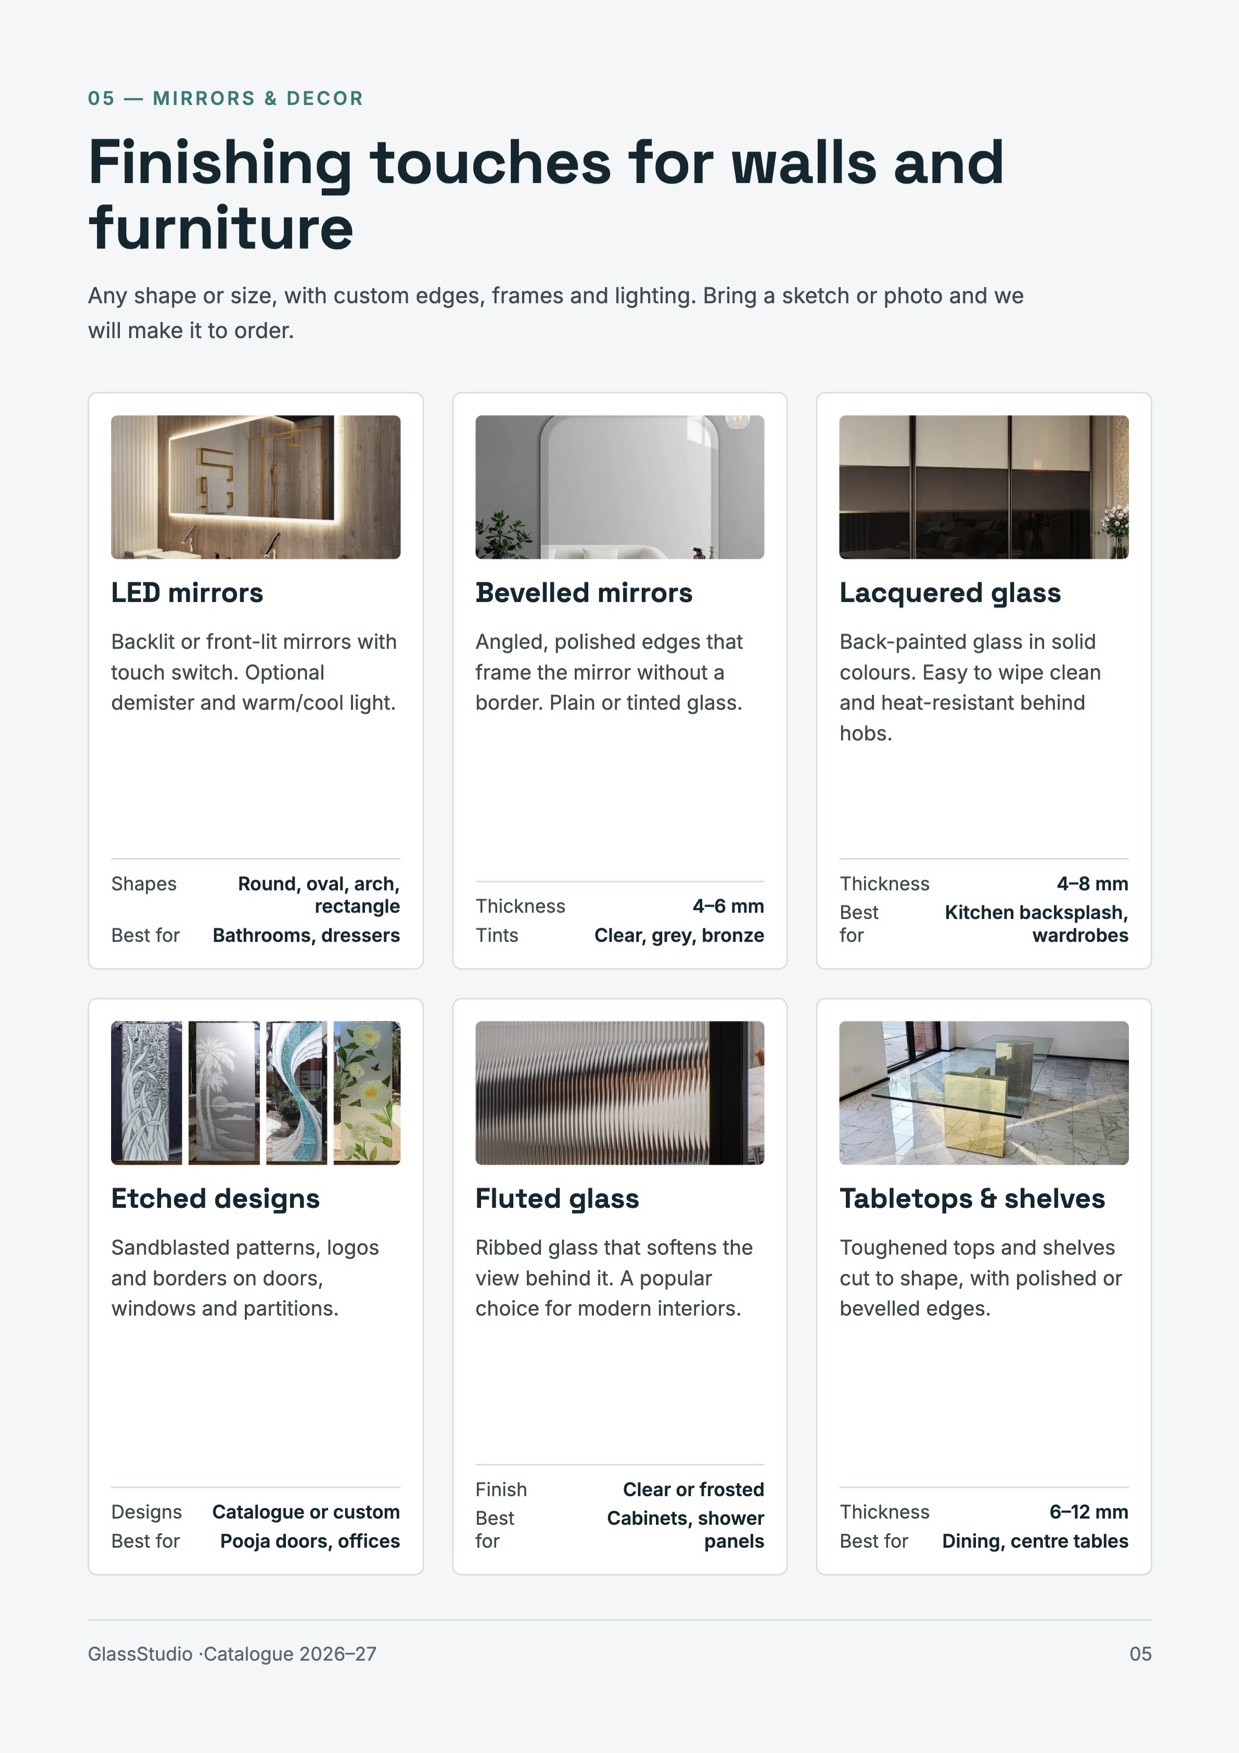 05 — MIRRORS & DECOR
Finishing touches for walls and
furniture
Any shape or size, with custom edges, frames and lighting. Bring a sketch or photo and we
will make it to order.
LED mirrors
Backlit or front-lit mirrors with
touch switch. Optional
demister and warm/cool light.
Shapes Round, oval, arch,
rectangle
Best for Bathrooms, dressers
Bevelled mirrors
Angled, polished edges that
frame the mirror without a
border. Plain or tinted glass.
Thickness 4–6 mm
Tints Clear, grey, bronze
Lacquered glass
Back-painted glass in solid
colours. Easy to wipe clean
and heat-resistant behind
hobs.
Thickness 4–8 mm
Best Kitchen backsplash,
for wardrobes
Etched designs
Sandblasted patterns, logos
and borders on doors,
windows and partitions.
Designs Catalogue or custom
Best for Pooja doors, offices
Fluted glass
Ribbed glass that softens the
view behind it. A popular
choice for modern interiors.
Finish Clear or frosted
Best Cabinets, shower
for panels
Tabletops & shelves
Toughened tops and shelves
cut to shape, with polished or
bevelled edges.
Thickness 6–12 mm
Best for Dining, centre tables
GlassStudio ·Catalogue 2026–27 05